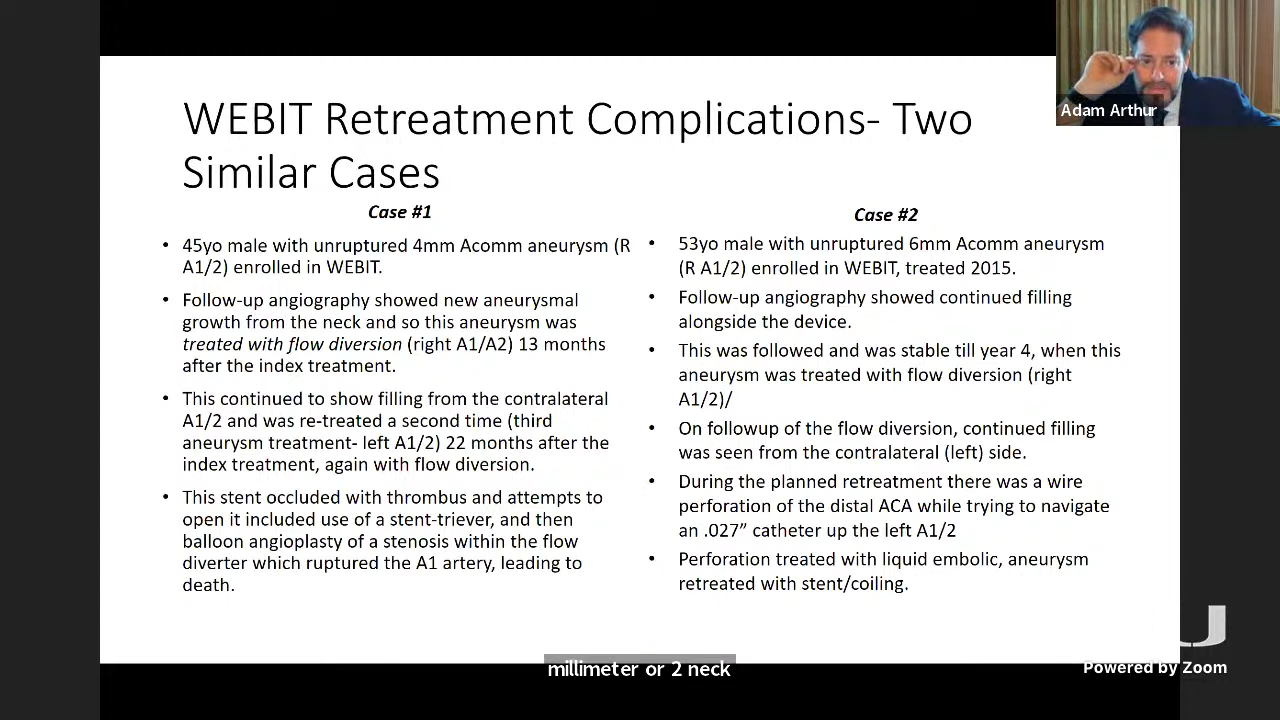 Adam Arthur
WEBIT Retreatment Complications- Two
Similar Cases
Case #1
• 45yo male with unruptured 4mm Acomm aneurysm (R
A1/2) enrolled in WEBIT.
• Follow-up angiography showed new aneurysmal
growth from the neck and so this aneurysm was
treated with flow diversion (right A1/A2) 13 months
after the index treatment.
• This continued to show filling from the contralateral
A1/2 and was re-treated a second time (third
aneurysm treatment- left A1/2) 22 months after the
index treatment, again with flow diversion.
• This stent occluded with thrombus and attempts to
open it included use of a stent-triever, and then
balloon angioplasty of a stenosis within the flow
diverter which ruptured the A1 artery, leading to
death.
Case #2
• 53yo male with unruptured 6mm Acomm aneurysm
(R A1/2) enrolled in WEBIT, treated 2015.
• Follow-up angiography showed continued filling
alongside the device.
• This was followed and was stable till year 4, when this
aneurysm was treated with flow diversion (right
A1/2)/
• On followup of the flow diversion, continued filling
was seen from the contralateral (left) side.
• During the planned retreatment there was a wire
perforation of the distal ACA while trying to navigate
an .027” catheter up the left A1/2
• Perforation treated with liquid embolic, aneurysm
retreated with stent/coiling.
millimeter or 2 neck
Powered by Zoom